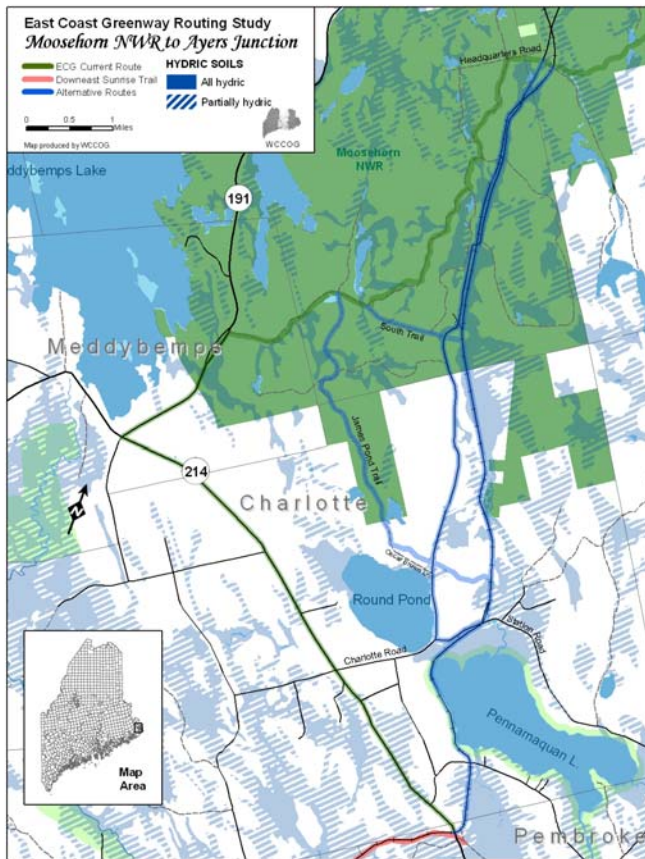 East Coast Greenway Routing Study
Moosehorn NWR to Ayers Junction
ECG Current Route
Downeast Sunrise Trail
Alternative Routes
HYDRIC SOILS
All hydric
Partially hydric
0 0.5 1
Miles
Map produced by WCCOG
WCCOG
Headquarters Road
Moosehorn
NWR
ddybemps Lake
191
South Trail
Meddybemps
James Pond Trail
214
Charlotte
N
Round Pond
Station Road
Charlotte Road
Pennamaquan L.
Map
Area
Pembroke